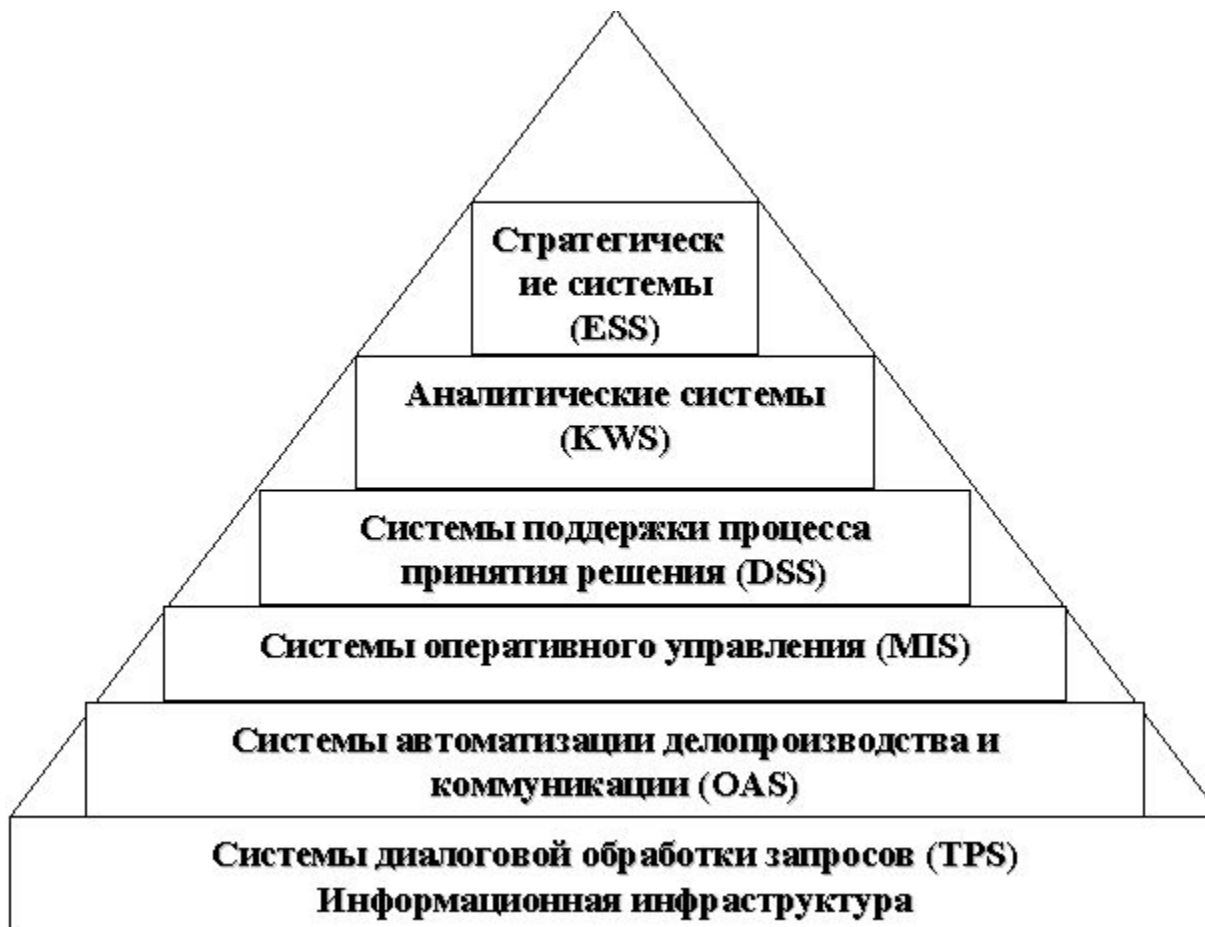 Стратегическ
ие системы
(ESS)
Аналитические системы
(KWS)
Системы поддержки процесса
принятия решения (DSS)
Системы оперативного управления (MIS)
Системы автоматизации делопроизводства и
коммуникации (OAS)
Системы диалоговой обработки запросов (TPS)
Информационная инфраструктура